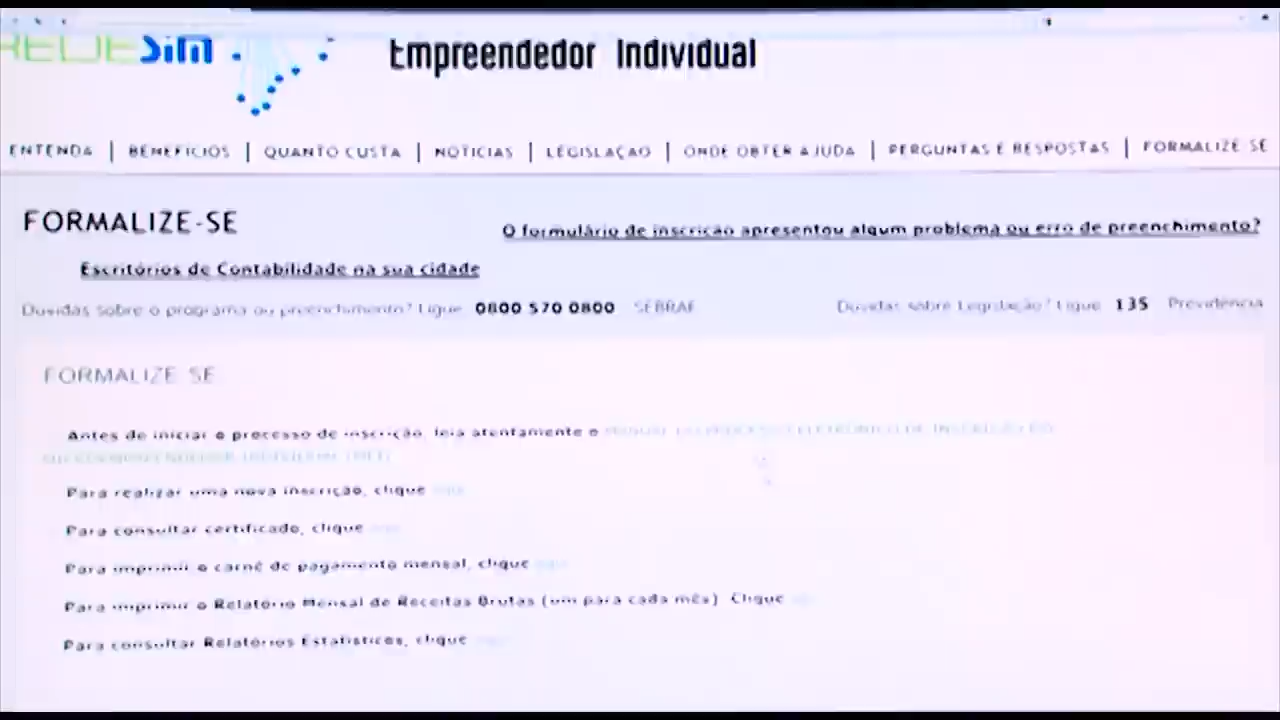 REDESIM Empreendedor Individual
ENTENDA | BENEFÍCIOS | QUANTO CUSTA | NOTÍCIAS | LEGISLAÇÃO | ONDE OBTER AJUDA | PERGUNTAS E RESPOSTAS | FORMALIZE-SE
FORMALIZE-SE
O formulário de inscrição apresentou algum problema ou erro de preenchimento?
Escritórios de Contabilidade na sua cidade
Dúvidas sobre o programa ou preenchimento? Ligue 0800 570 0800 SEBRAE
Dúvidas sobre Legislação? Ligue 135 Previdência
FORMALIZE-SE
Antes de iniciar o processo de inscrição, leia atentamente o
Para realizar uma nova inscrição, clique
Para consultar certificado, clique
Para imprimir o carnê de pagamento mensal, clique
Para imprimir o Relatório Mensal de Receitas Brutas (um para cada mês). Clique
Para consultar Relatórios Estatísticos, clique